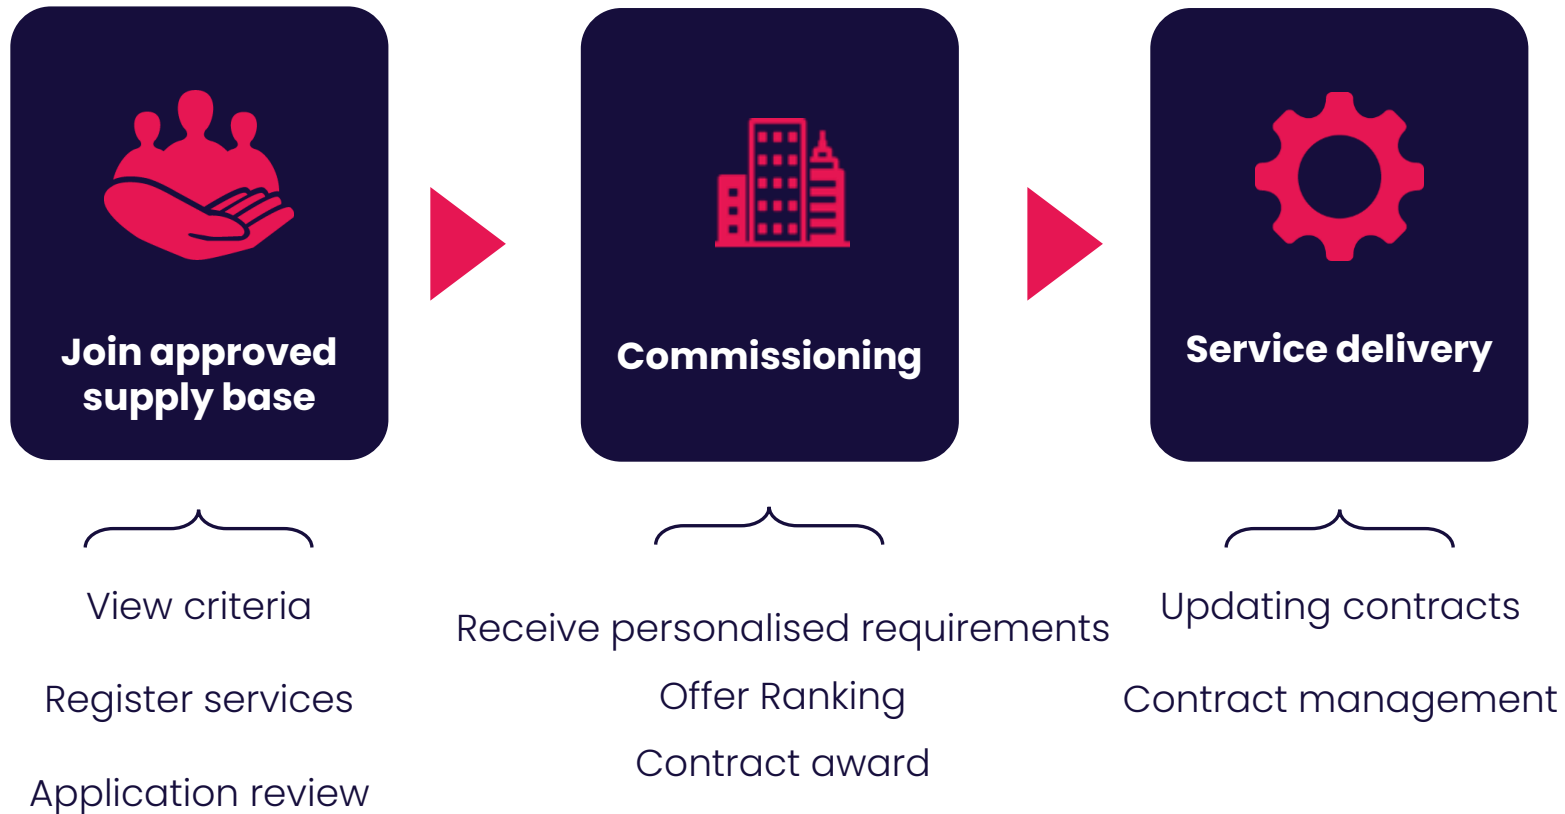 Join approved
supply base
Commissioning
Service delivery
View criteria
Register services
Application review
Receive personalised requirements
Offer Ranking
Contract award
Updating contracts
Contract management